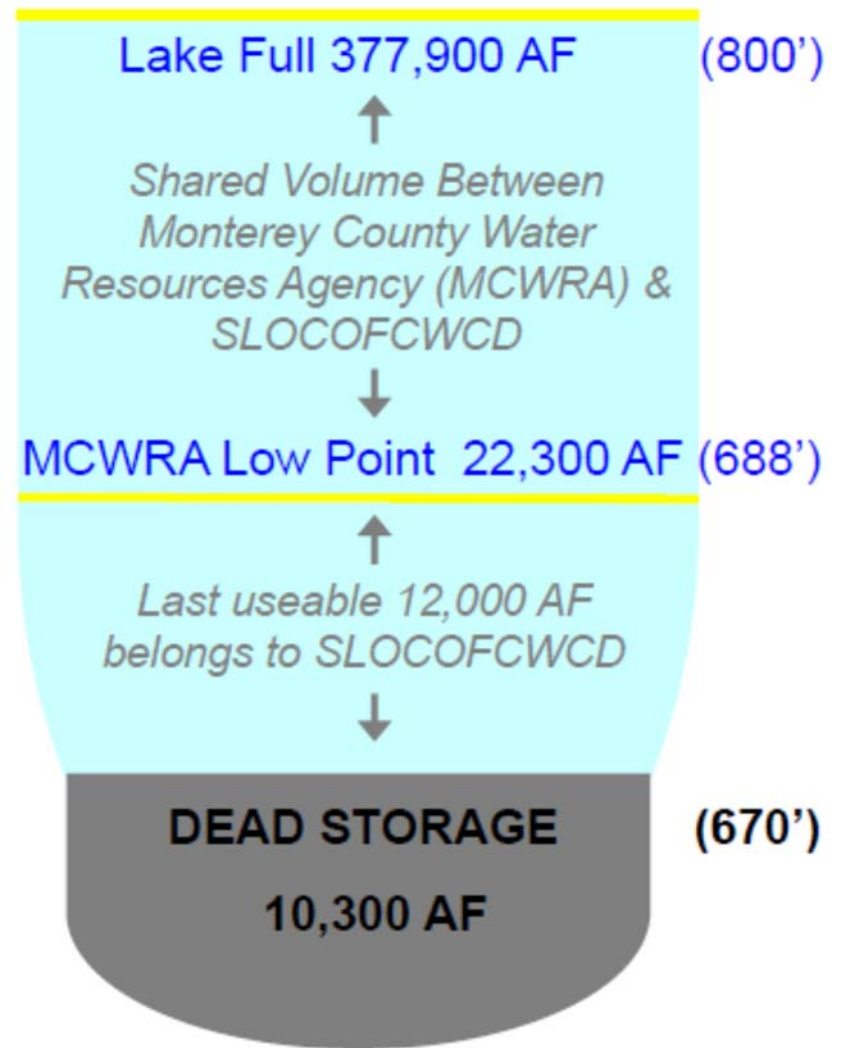 Lake Full 377,900 AF (800’)
Shared Volume Between
Monterey County Water
Resources Agency (MCWRA) &
SLOCOFCWCD
MCWRA Low Point 22,300 AF (688’)
Last useable 12,000 AF
belongs to SLOCOFCWCD
DEAD STORAGE (670’)
10,300 AF